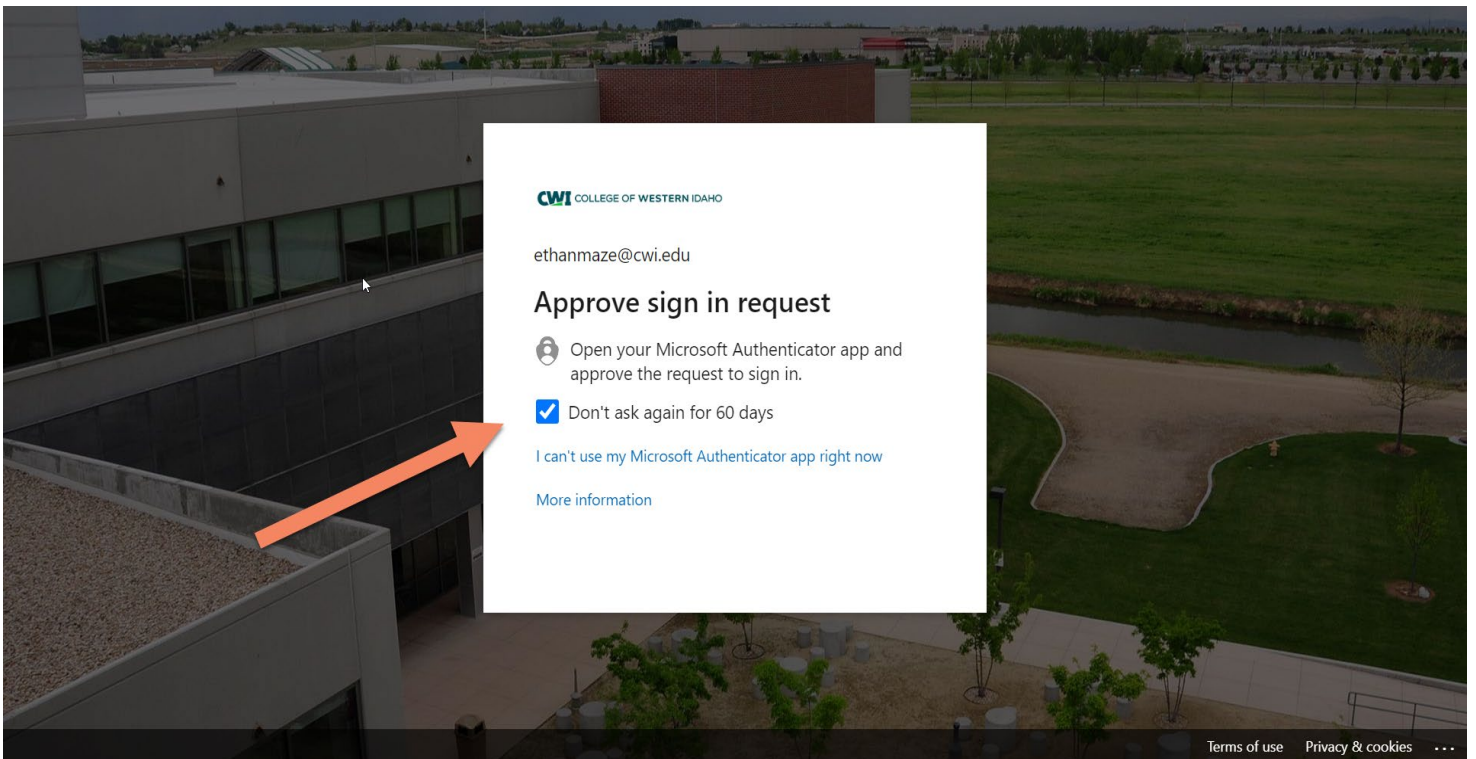 CWI COLLEGE OF WESTERN IDAHO
ethanmaze@cwi.edu
Approve sign in request
Open your Microsoft Authenticator app and
approve the request to sign in.
Don't ask again for 60 days
I can't use my Microsoft Authenticator app right now
More information
Terms of use Privacy & cookies ...